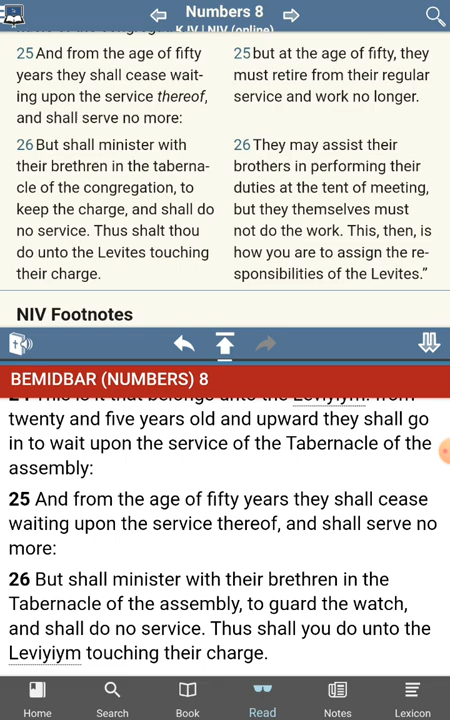 Numbers 8
KJV | NIV (online)
25 And from the age of fifty
years they shall cease wait-
ing upon the service thereof,
and shall serve no more:
26 But shall minister with
their brethren in the taberna-
cle of the congregation, to
keep the charge, and shall do
no service. Thus shalt thou
do unto the Levites touching
their charge.
25 but at the age of fifty, they
must retire from their regular
service and work no longer.
26 They may assist their
brothers in performing their
duties at the tent of meeting,
but they themselves must
not do the work. This, then, is
how you are to assign the re-
sponsibilities of the Levites.”
NIV Footnotes
BEMIDBAR (NUMBERS) 8
24 This is it that belongs unto the Leviyiym: from
twenty and five years old and upward they shall go
in to wait upon the service of the Tabernacle of the
assembly:
25 And from the age of fifty years they shall cease
waiting upon the service thereof, and shall serve no
more:
26 But shall minister with their brethren in the
Tabernacle of the assembly, to guard the watch,
and shall do no service. Thus shall you do unto the
Leviyiym touching their charge.
Home
Search
Book
Read
Notes
Lexicon